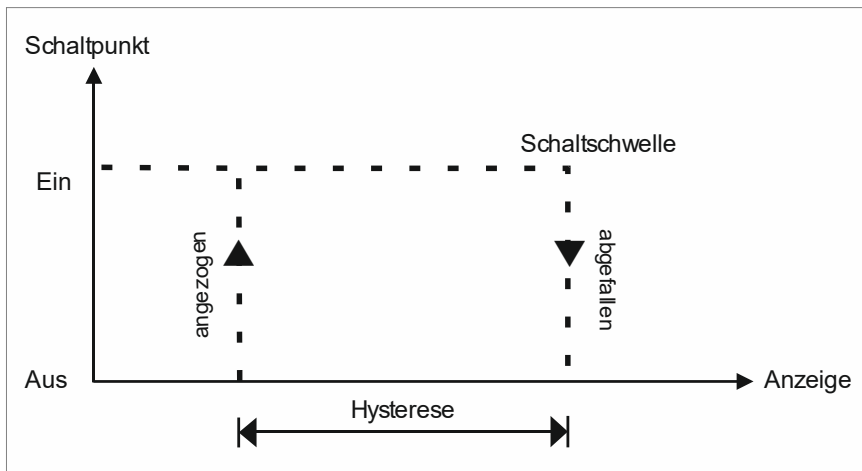 Schaltpunkt
Schaltschwelle
Ein
angezogen
abgefallen
Aus
Anzeige
Hysterese